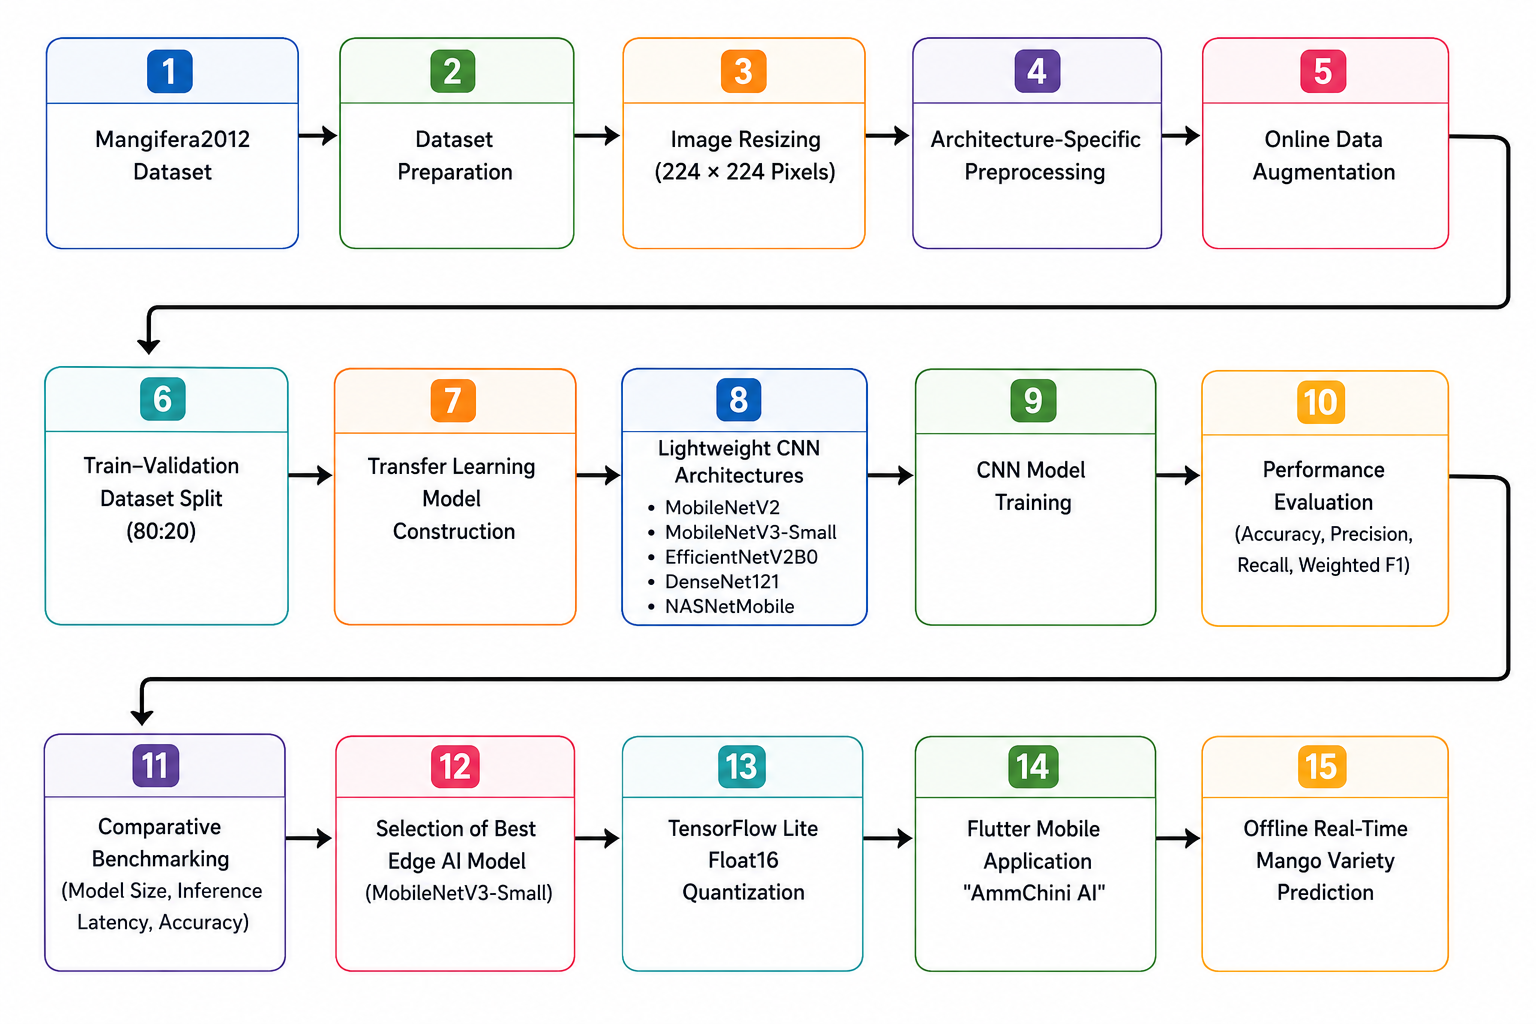 1
Mangifera2012
Dataset
2
Dataset
Preparation
3
Image Resizing
(224 × 224 Pixels)
4
Architecture-Specific
Preprocessing
5
Online Data
Augmentation
6
Train–Validation
Dataset Split
(80:20)
7
Transfer Learning
Model
Construction
8
Lightweight CNN
Architectures
• MobileNetV2
• MobileNetV3-Small
• EfficientNetV2B0
• DenseNet121
• NASNetMobile
9
CNN Model
Training
10
Performance
Evaluation
(Accuracy, Precision,
Recall, Weighted F1)
11
Comparative
Benchmarking
(Model Size, Inference
Latency, Accuracy)
12
Selection of Best
Edge AI Model
(MobileNetV3-Small)
13
TensorFlow Lite
Float16
Quantization
14
Flutter Mobile
Application
"AmmChini AI"
15
Offline Real-Time
Mango Variety
Prediction